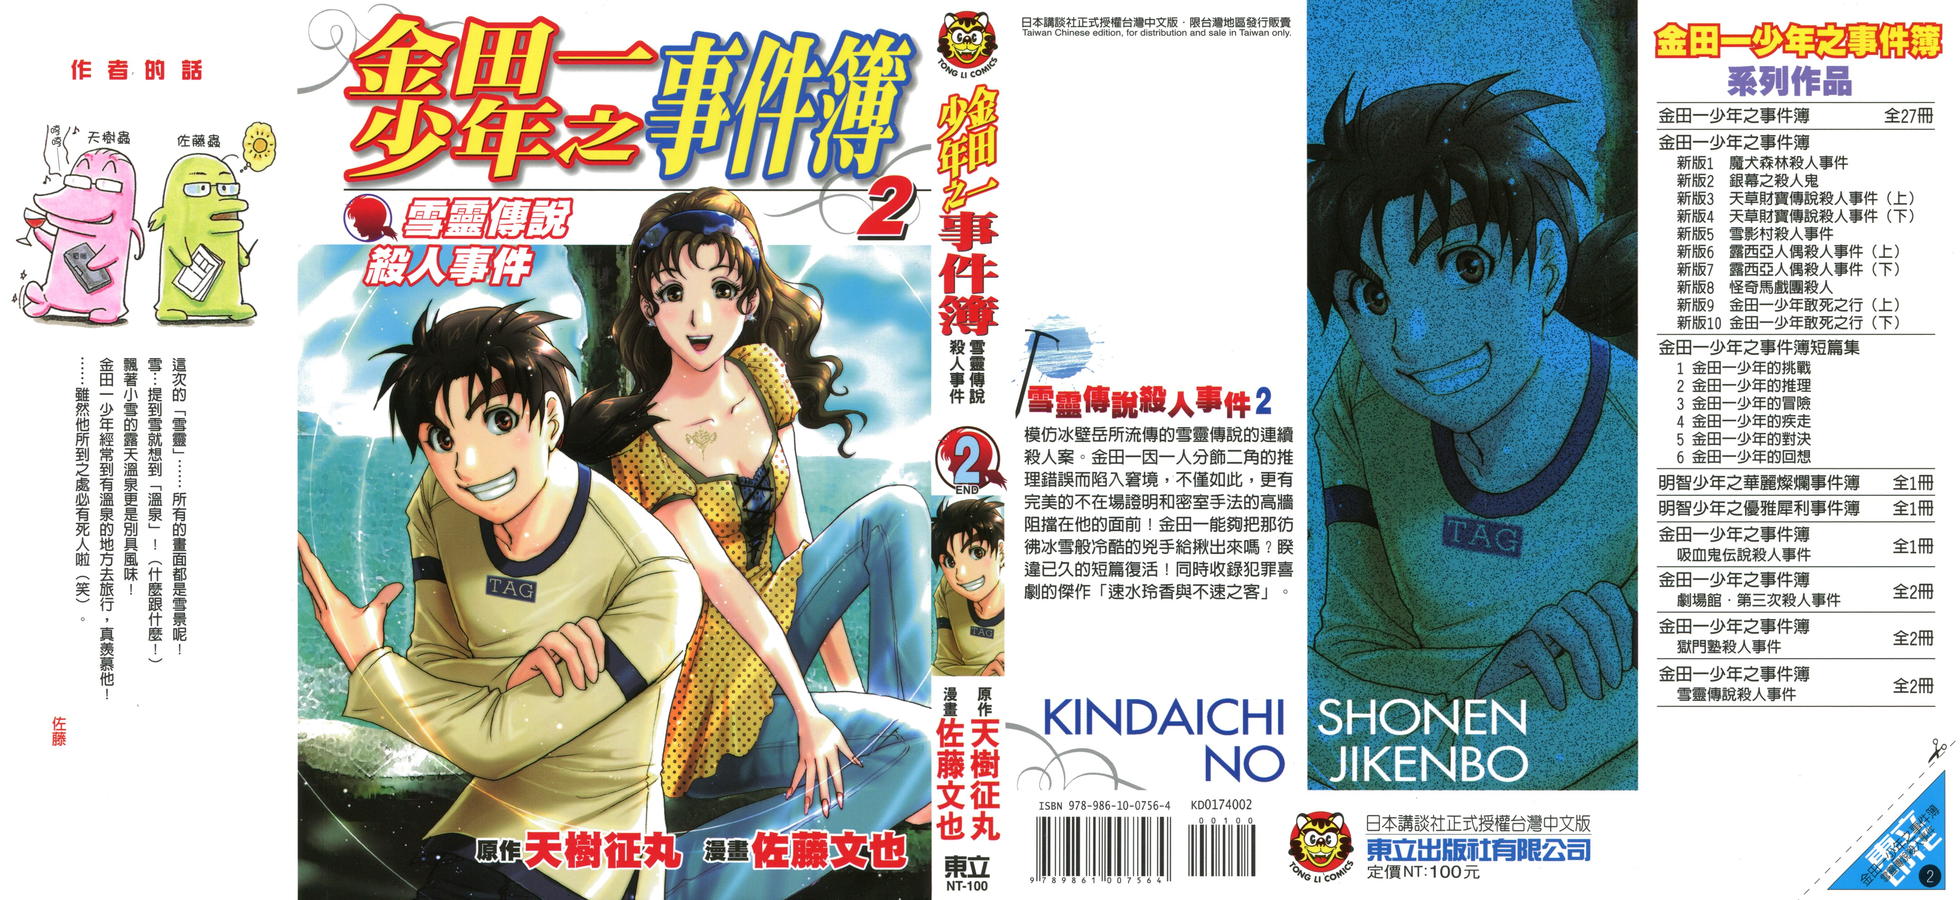 作者的話
天樹蟲
佐藤蟲
這次的「雪靈」……所有的畫面都是雪景呢！
雪…提到雪就想到「溫泉」！（什麼跟什麼！）
飄著小雪的露天溫泉更是別具風味！
金田一少年經常到有溫泉的地方去旅行，真羨慕他！
……雖然他所到之處必有死人啦（笑）。
佐藤
金田一
少年之事件簿
2
雪靈傳說
殺人事件
TAG
原作 天樹征丸 漫畫 佐藤文也
TONG LI COMICS
金田一少年之事件簿
雪靈傳說
殺人事件
2
END
TAG
原作 天樹征丸
漫畫 佐藤文也
東立
NT-100
日本講談社正式授權台灣中文版·限台灣地區發行販賣
Taiwan Chinese edition, for distribution and sale in Taiwan only.
雪靈傳說殺人事件2
模仿冰壁岳所流傳的雪靈傳說的連續
殺人案。金田一因一人分飾二角的推
理錯誤而陷入窘境，不僅如此，更有
完美的不在場證明和密室手法的高牆
阻擋在他的面前！金田一能夠把那彷
彿冰雪般冷酷的兇手給揪出來嗎？睽
違已久的短篇復活！同時收錄犯罪喜
劇的傑作「速水玲香與不速之客」。
TAG
KINDAICHI SHONEN
NO JIKENBO
ISBN 978-986-10-0756-4
9 789861 007564
KD0174002
00100
TONG LI COMICS
日本講談社正式授權台灣中文版
東立出版社有限公司
定價NT:100元
金田一少年之事件簿
系列作品
金田一少年之事件簿 全27冊
金田一少年之事件簿
新版1 魔犬森林殺人事件
新版2 銀幕之殺人鬼
新版3 天草財寶傳說殺人事件（上）
新版4 天草財寶傳說殺人事件（下）
新版5 雪影村殺人事件
新版6 露西亞人偶殺人事件（上）
新版7 露西亞人偶殺人事件（下）
新版8 怪奇馬戲團殺人
新版9 金田一少年敢死之行（上）
新版10 金田一少年敢死之行（下）
金田一少年之事件簿短篇集
1 金田一少年的挑戰
2 金田一少年的推理
3 金田一少年的冒險
4 金田一少年的疾走
5 金田一少年的對決
6 金田一少年的回想
明智少年之華麗燦爛事件簿 全1冊
明智少年之優雅犀利事件簿 全1冊
金田一少年之事件簿
吸血鬼伝說殺人事件 全1冊
金田一少年之事件簿
劇場館·第三次殺人事件 全2冊
金田一少年之事件簿
獄門塾殺人事件 全2冊
金田一少年之事件簿
雪靈傳說殺人事件 全2冊
東立
2